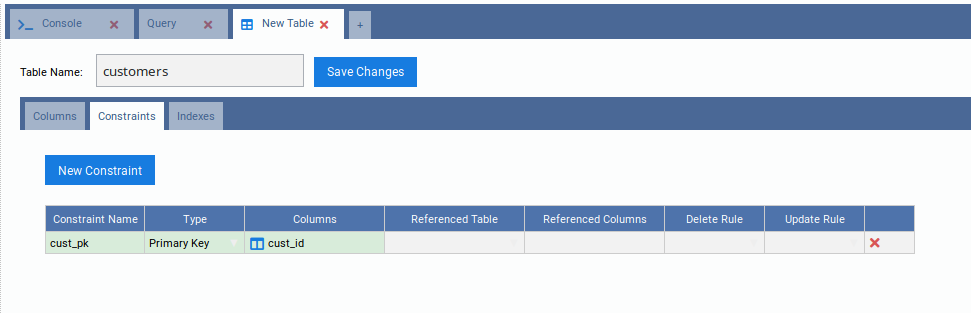 Console Query New Table +
Table Name: customers Save Changes
Columns Constraints Indexes
New Constraint
Constraint Name Type Columns Referenced Table Referenced Columns Delete Rule Update Rule
cust_pk Primary Key cust_id